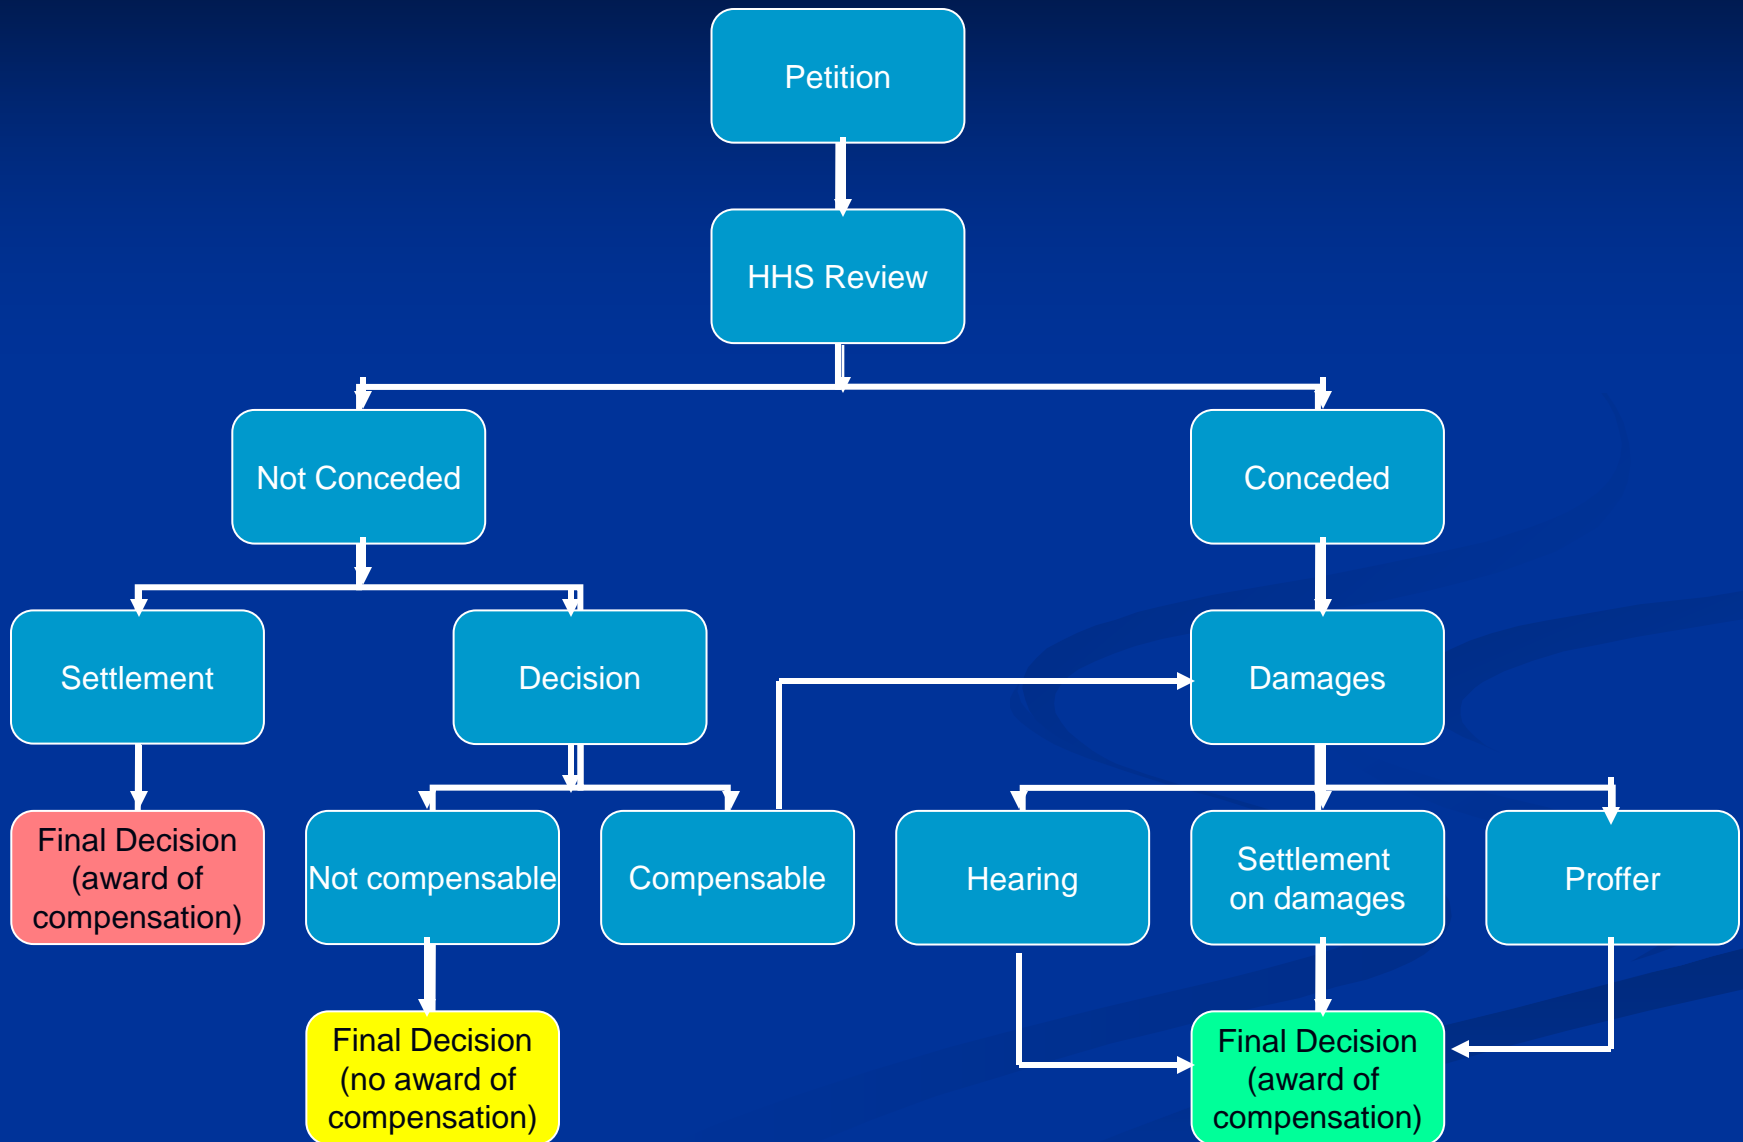 Petition
HHS Review
Not Conceded
Conceded
Settlement
Decision
Damages
Final Decision
(award of
compensation)
Not compensable
Compensable
Hearing
Settlement
on damages
Proffer
Final Decision
(no award of
compensation)
Final Decision
(award of
compensation)